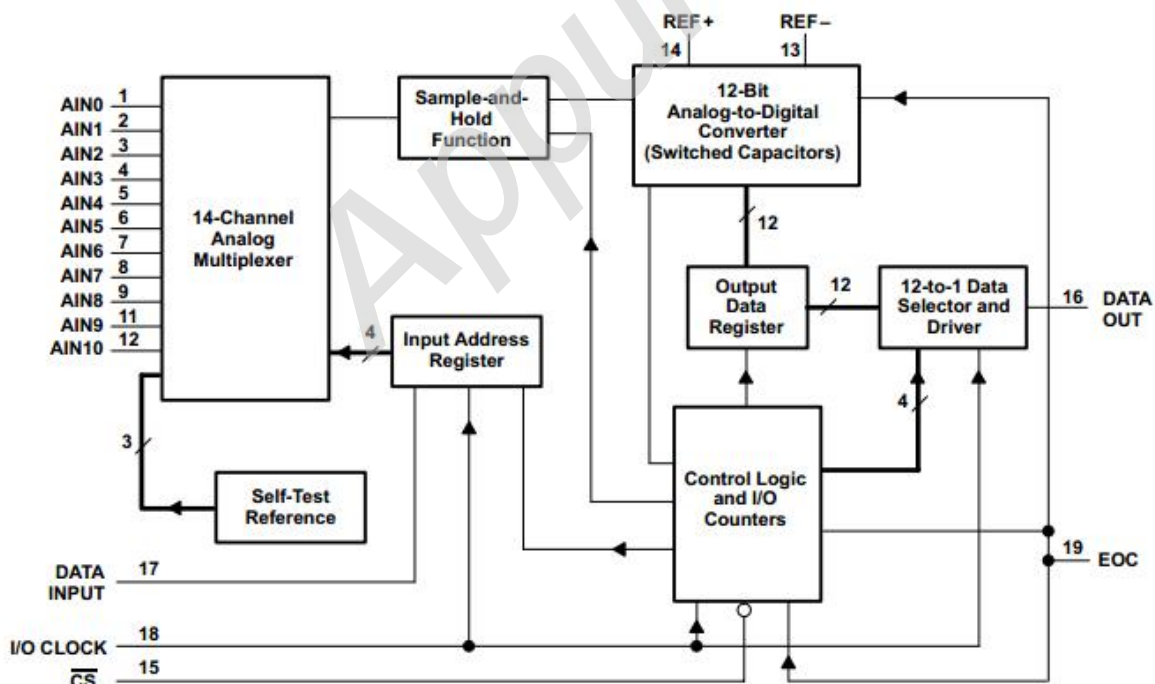 REF+
REF–
14
13
AIN0 1
AIN1 2
AIN2 3
AIN3 4
AIN4 5
AIN5 6
AIN6 7
AIN7 8
AIN8 9
AIN9 11
AIN10 12
14-Channel
Analog
Multiplexer
Sample-and-
Hold
Function
12-Bit
Analog-to-Digital
Converter
(Switched Capacitors)
12
Output
Data
Register
12
12-to-1 Data
Selector and
Driver
16 DATA
OUT
4
Input Address
Register
4
3
Self-Test
Reference
Control Logic
and I/O
Counters
19 EOC
DATA
INPUT
17
I/O CLOCK 18
CS 15